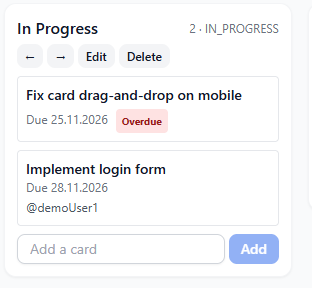 In Progress 2 · IN_PROGRESS
← → Edit Delete
Fix card drag-and-drop on mobile
Due 25.11.2026 Overdue
Implement login form
Due 28.11.2026
@demoUser1
Add a card Add